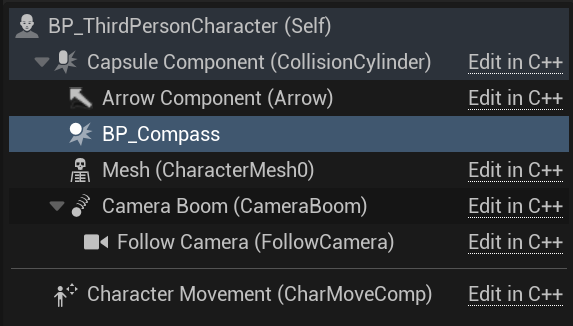 BP_ThirdPersonCharacter (Self)
Capsule Component (CollisionCylinder) Edit in C++
Arrow Component (Arrow) Edit in C++
BP_Compass
Mesh (CharacterMesh0) Edit in C++
Camera Boom (CameraBoom) Edit in C++
Follow Camera (FollowCamera) Edit in C++
Character Movement (CharMoveComp) Edit in C++